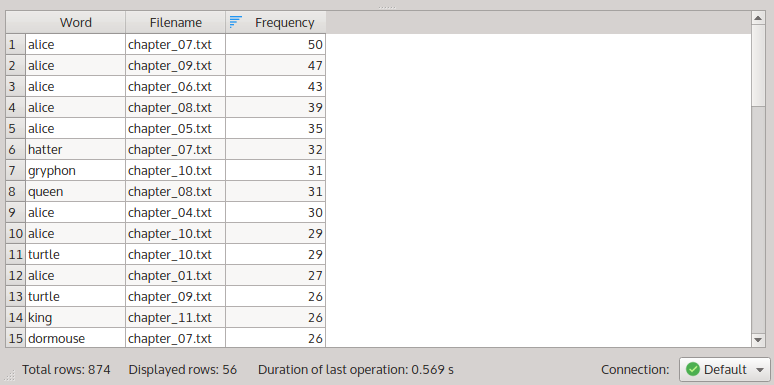 Word Filename Frequency
1 alice chapter_07.txt 50
2 alice chapter_09.txt 47
3 alice chapter_06.txt 43
4 alice chapter_08.txt 39
5 alice chapter_05.txt 35
6 hatter chapter_07.txt 32
7 gryphon chapter_10.txt 31
8 queen chapter_08.txt 31
9 alice chapter_04.txt 30
10 alice chapter_10.txt 29
11 turtle chapter_10.txt 29
12 alice chapter_01.txt 27
13 turtle chapter_09.txt 26
14 king chapter_11.txt 26
15 dormouse chapter_07.txt 26
Total rows: 874 Displayed rows: 56 Duration of last operation: 0.569 s Connection: Default